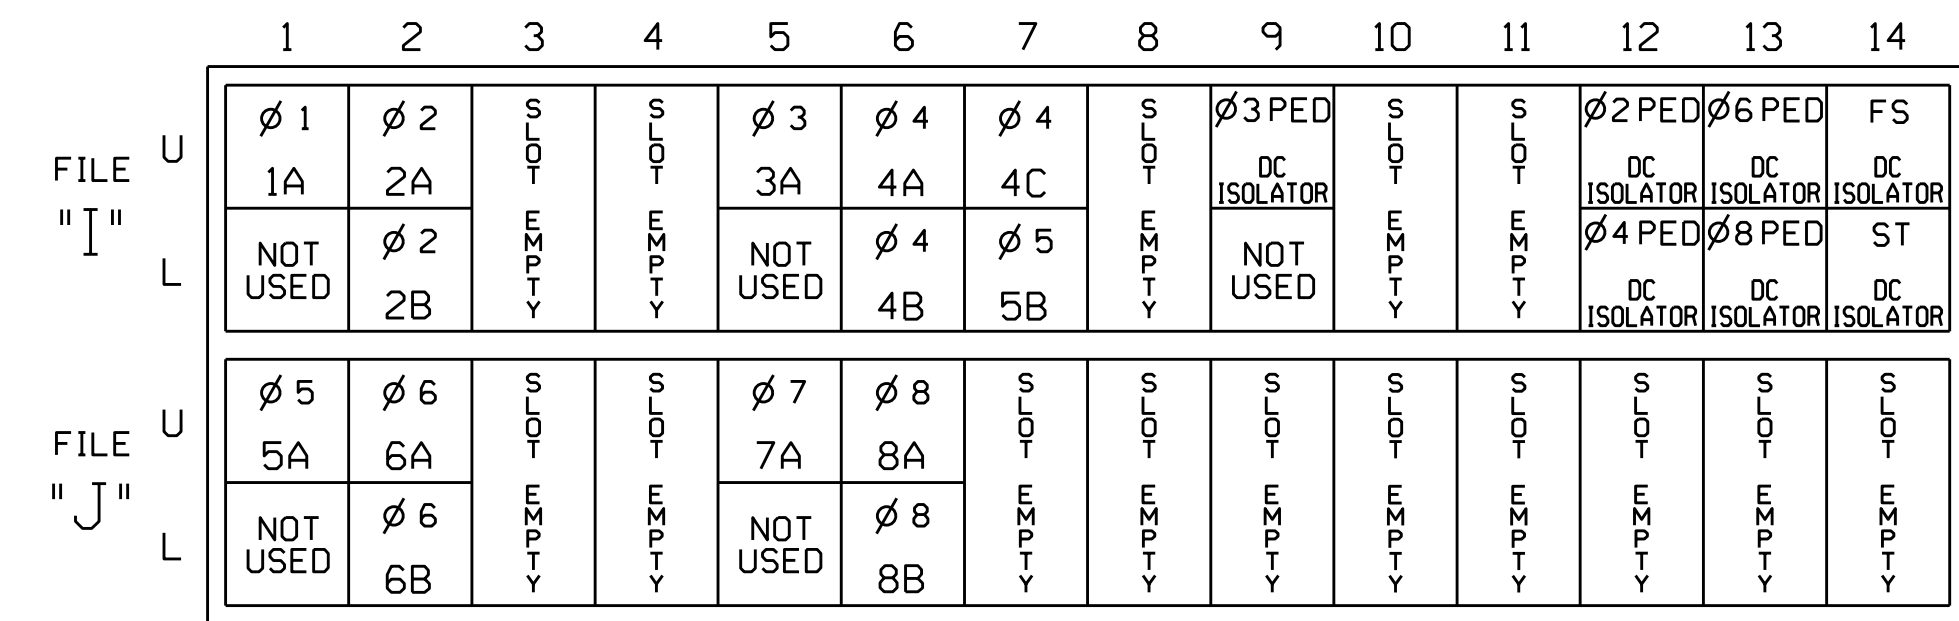 1 2 3 4 5 6 7 8 9 10 11 12 13 14
FILE "I"
U
Ø 1 Ø 2 SLOT EMPTY SLOT EMPTY Ø 3 Ø 4 Ø 4 SLOT EMPTY Ø 3 PED SLOT EMPTY SLOT EMPTY Ø 2 PED Ø 6 PED FS
1A 2A 3A 4A 4C DC ISOLATOR DC ISOLATOR DC ISOLATOR DC ISOLATOR
L
NOT USED Ø 2 NOT USED Ø 4 Ø 5 NOT USED Ø 4 PED Ø 8 PED ST
2B 4B 5B DC ISOLATOR DC ISOLATOR DC ISOLATOR
FILE "J"
U
Ø 5 Ø 6 SLOT EMPTY SLOT EMPTY Ø 7 Ø 8 SLOT EMPTY SLOT EMPTY SLOT EMPTY SLOT EMPTY SLOT EMPTY SLOT EMPTY SLOT EMPTY SLOT EMPTY
5A 6A 7A 8A
L
NOT USED Ø 6 NOT USED Ø 8
6B 8B